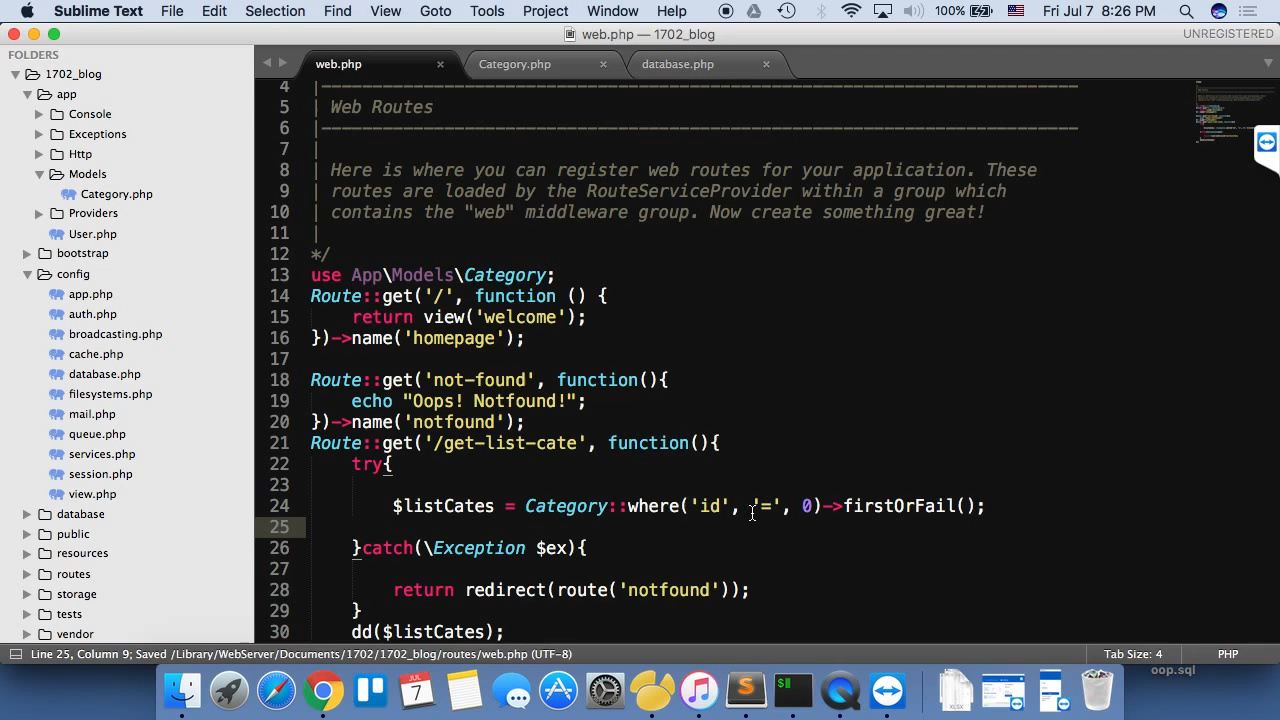 Sublime Text File Edit Selection Find View Goto Tools Project Window Help 100% Fri Jul 7 8:26 PM
web.php — 1702_blog UNREGISTERED
FOLDERS
1702_blog
app
Console
Exceptions
Http
Models
Category.php
Providers
User.php
bootstrap
config
app.php
auth.php
broadcasting.php
cache.php
database.php
filesystems.php
mail.php
queue.php
services.php
session.php
view.php
database
public
resources
routes
storage
tests
vendor
web.php × Category.php × database.php ×
4 |--------------------------------------------------------------------------
5 | Web Routes
6 |--------------------------------------------------------------------------
7 |
8 | Here is where you can register web routes for your application. These
9 | routes are loaded by the RouteServiceProvider within a group which
10 | contains the "web" middleware group. Now create something great!
11 |
12 */
13 use App\Models\Category;
14 Route::get('/', function () {
15 return view('welcome');
16 })->name('homepage');
17
18 Route::get('not-found', function(){
19 echo "Oops! Notfound!";
20 })->name('notfound');
21 Route::get('/get-list-cate', function(){
22 try{
23
24 $listCates = Category::where('id', '=', 0)->firstOrFail();
25
26 }catch(\Exception $ex){
27
28 return redirect(route('notfound'));
29 }
30 dd($listCates);
Line 25, Column 9; Saved /Library/WebServer/Documents/1702/1702_blog/routes/web.php (UTF-8) Tab Size: 4 PHP
oop.sql
JUL
7
XLSX